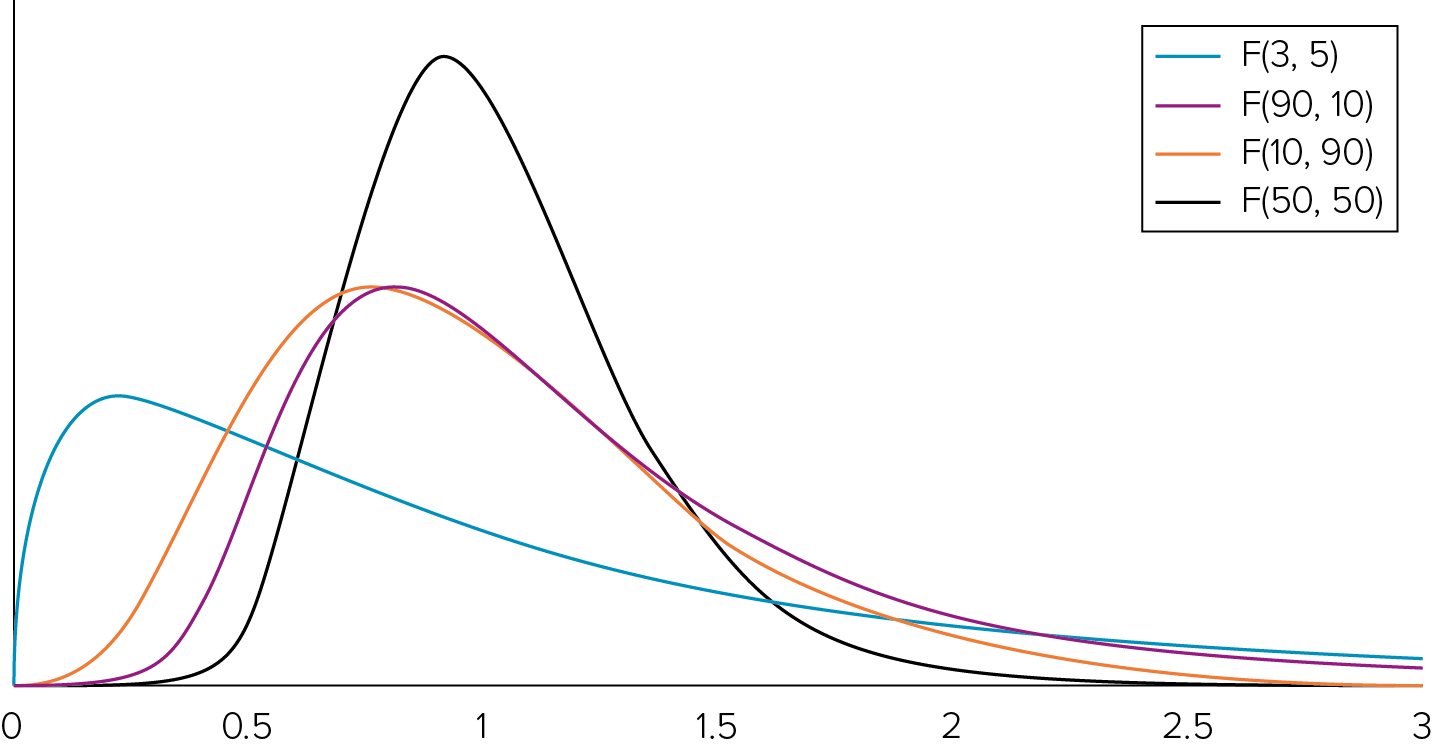 F(3, 5)
F(90, 10)
F(10, 90)
F(50, 50)
0 0.5 1 1.5 2 2.5 3